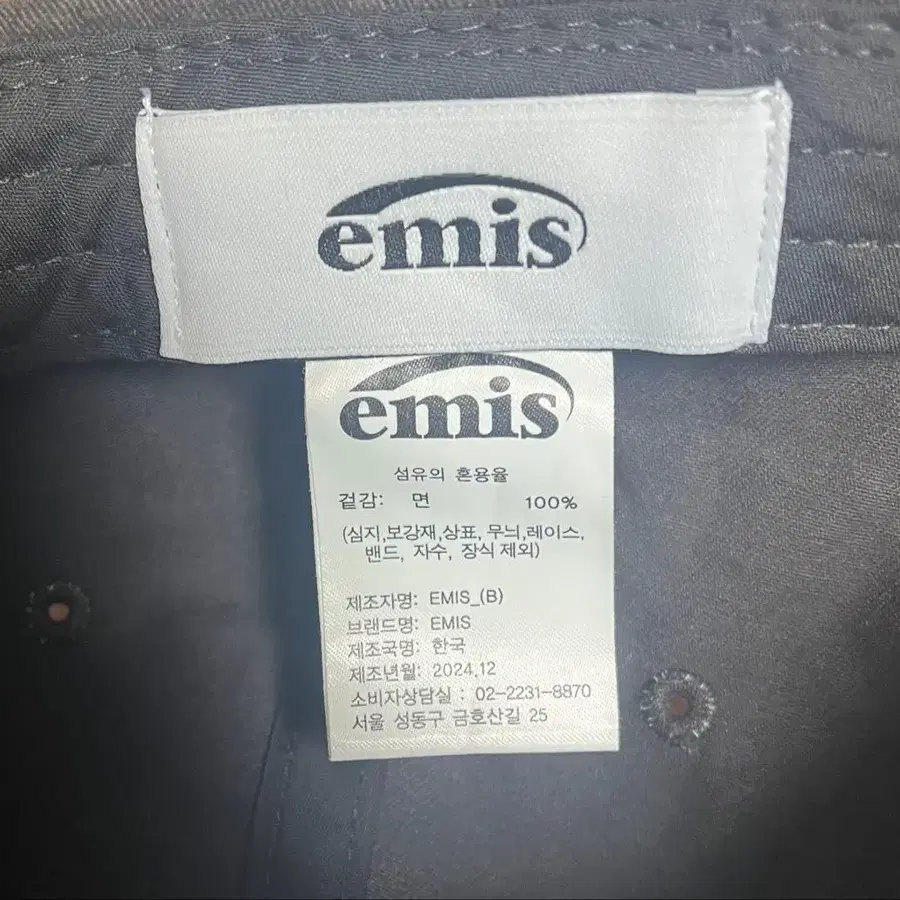 emis
emis
섬유의 혼용율
겉감: 면 100%
(심지,보강재,상표, 무늬,레이스,
밴드, 자수, 장식 제외)
제조자명: EMIS_(B)
브랜드명: EMIS
제조국명: 한국
제조년월: 2024.12
소비자상담실 : 02-2231-8870
서울 성동구 금호산길 25